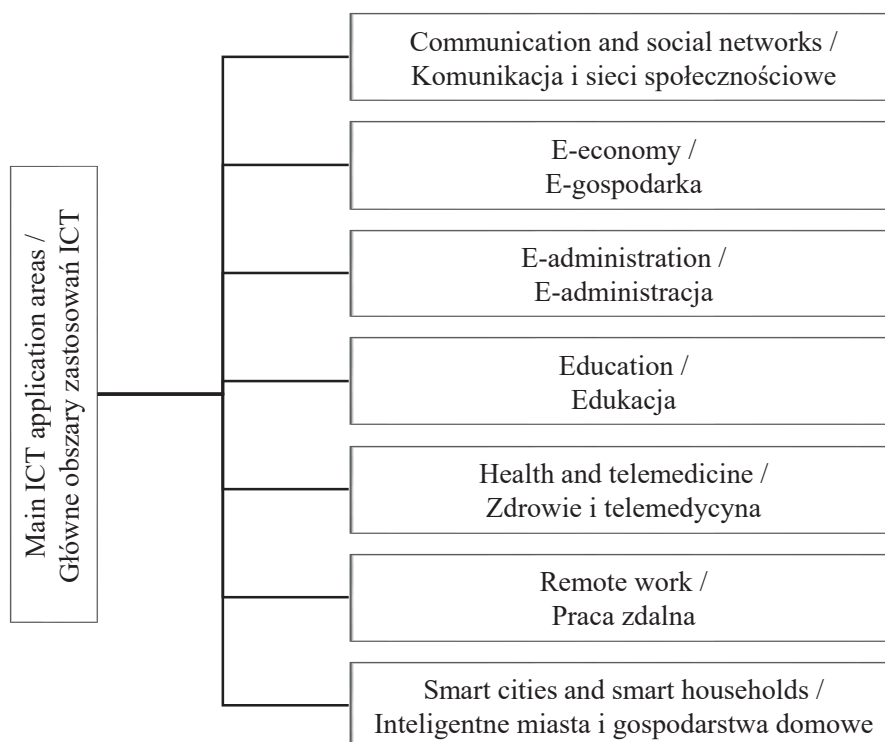 Main ICT application areas /
Główne obszary zastosowań ICT
Communication and social networks /
Komunikacja i sieci społecznościowe
E-economy /
E-gospodarka
E-administration /
E-administracja
Education /
Edukacja
Health and telemedicine /
Zdrowie i telemedycyna
Remote work /
Praca zdalna
Smart cities and smart households /
Inteligentne miasta i gospodarstwa domowe